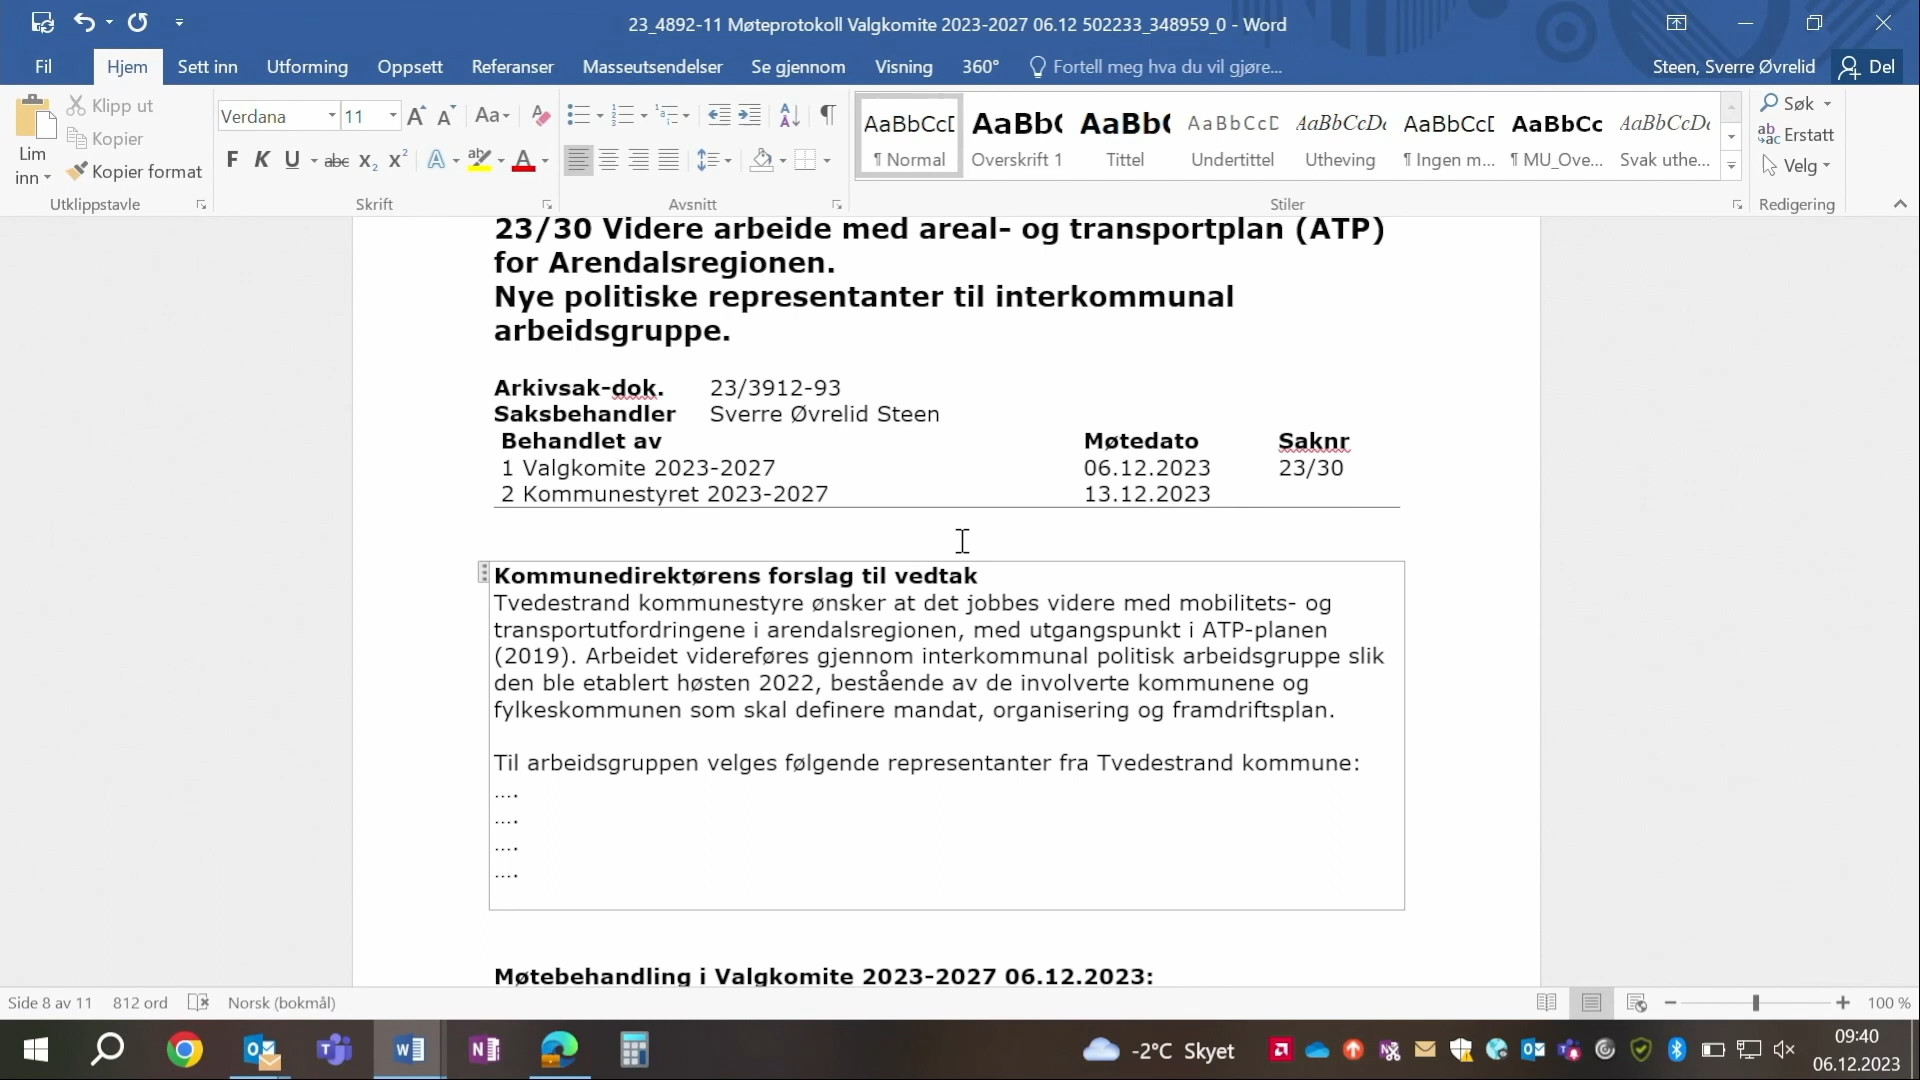 23_4892-11 Møteprotokoll Valgkomite 2023-2027 06.12 502233_348959_0 - Word
Fil Hjem Sett inn Utforming Oppsett Referanser Masseutsendelser Se gjennom Visning 360° Fortell meg hva du vil gjøre... Steen, Sverre Øvrelid Del
Lim inn
Klipp ut
Kopier
Kopier format
Utklippstavle
Verdana 11
Skrift
Avsnitt
AaBbCcD AaBb( AaBb( AaBbCcD AaBbCcDc AaBbCcD AaBbCc AaBbCcDc
¶ Normal Overskrift 1 Tittel Undertittel Utheving ¶ Ingen m... ¶ MU_Ove... Svak uthe...
Stiler
Søk
Erstatt
Velg
Redigering
23/30 Videre arbeide med areal- og transportplan (ATP)
for Arendalsregionen.
Nye politiske representanter til interkommunal
arbeidsgruppe.
Arkivsak-dok. 23/3912-93
Saksbehandler Sverre Øvrelid Steen
Behandlet av Møtedato Saknr
1 Valgkomite 2023-2027 06.12.2023 23/30
2 Kommunestyret 2023-2027 13.12.2023
Kommunedirektørens forslag til vedtak
Tvedestrand kommunestyre ønsker at det jobbes videre med mobilitets- og
transportutfordringene i arendalsregionen, med utgangspunkt i ATP-planen
(2019). Arbeidet videreføres gjennom interkommunal politisk arbeidsgruppe slik
den ble etablert høsten 2022, bestående av de involverte kommunene og
fylkeskommunen som skal definere mandat, organisering og framdriftsplan.
Til arbeidsgruppen velges følgende representanter fra Tvedestrand kommune:
....
....
....
....
Møtebehandling i Valgkomite 2023-2027 06.12.2023:
Side 8 av 11 812 ord Norsk (bokmål) 100 %
-2°C Skyet
09:40
06.12.2023